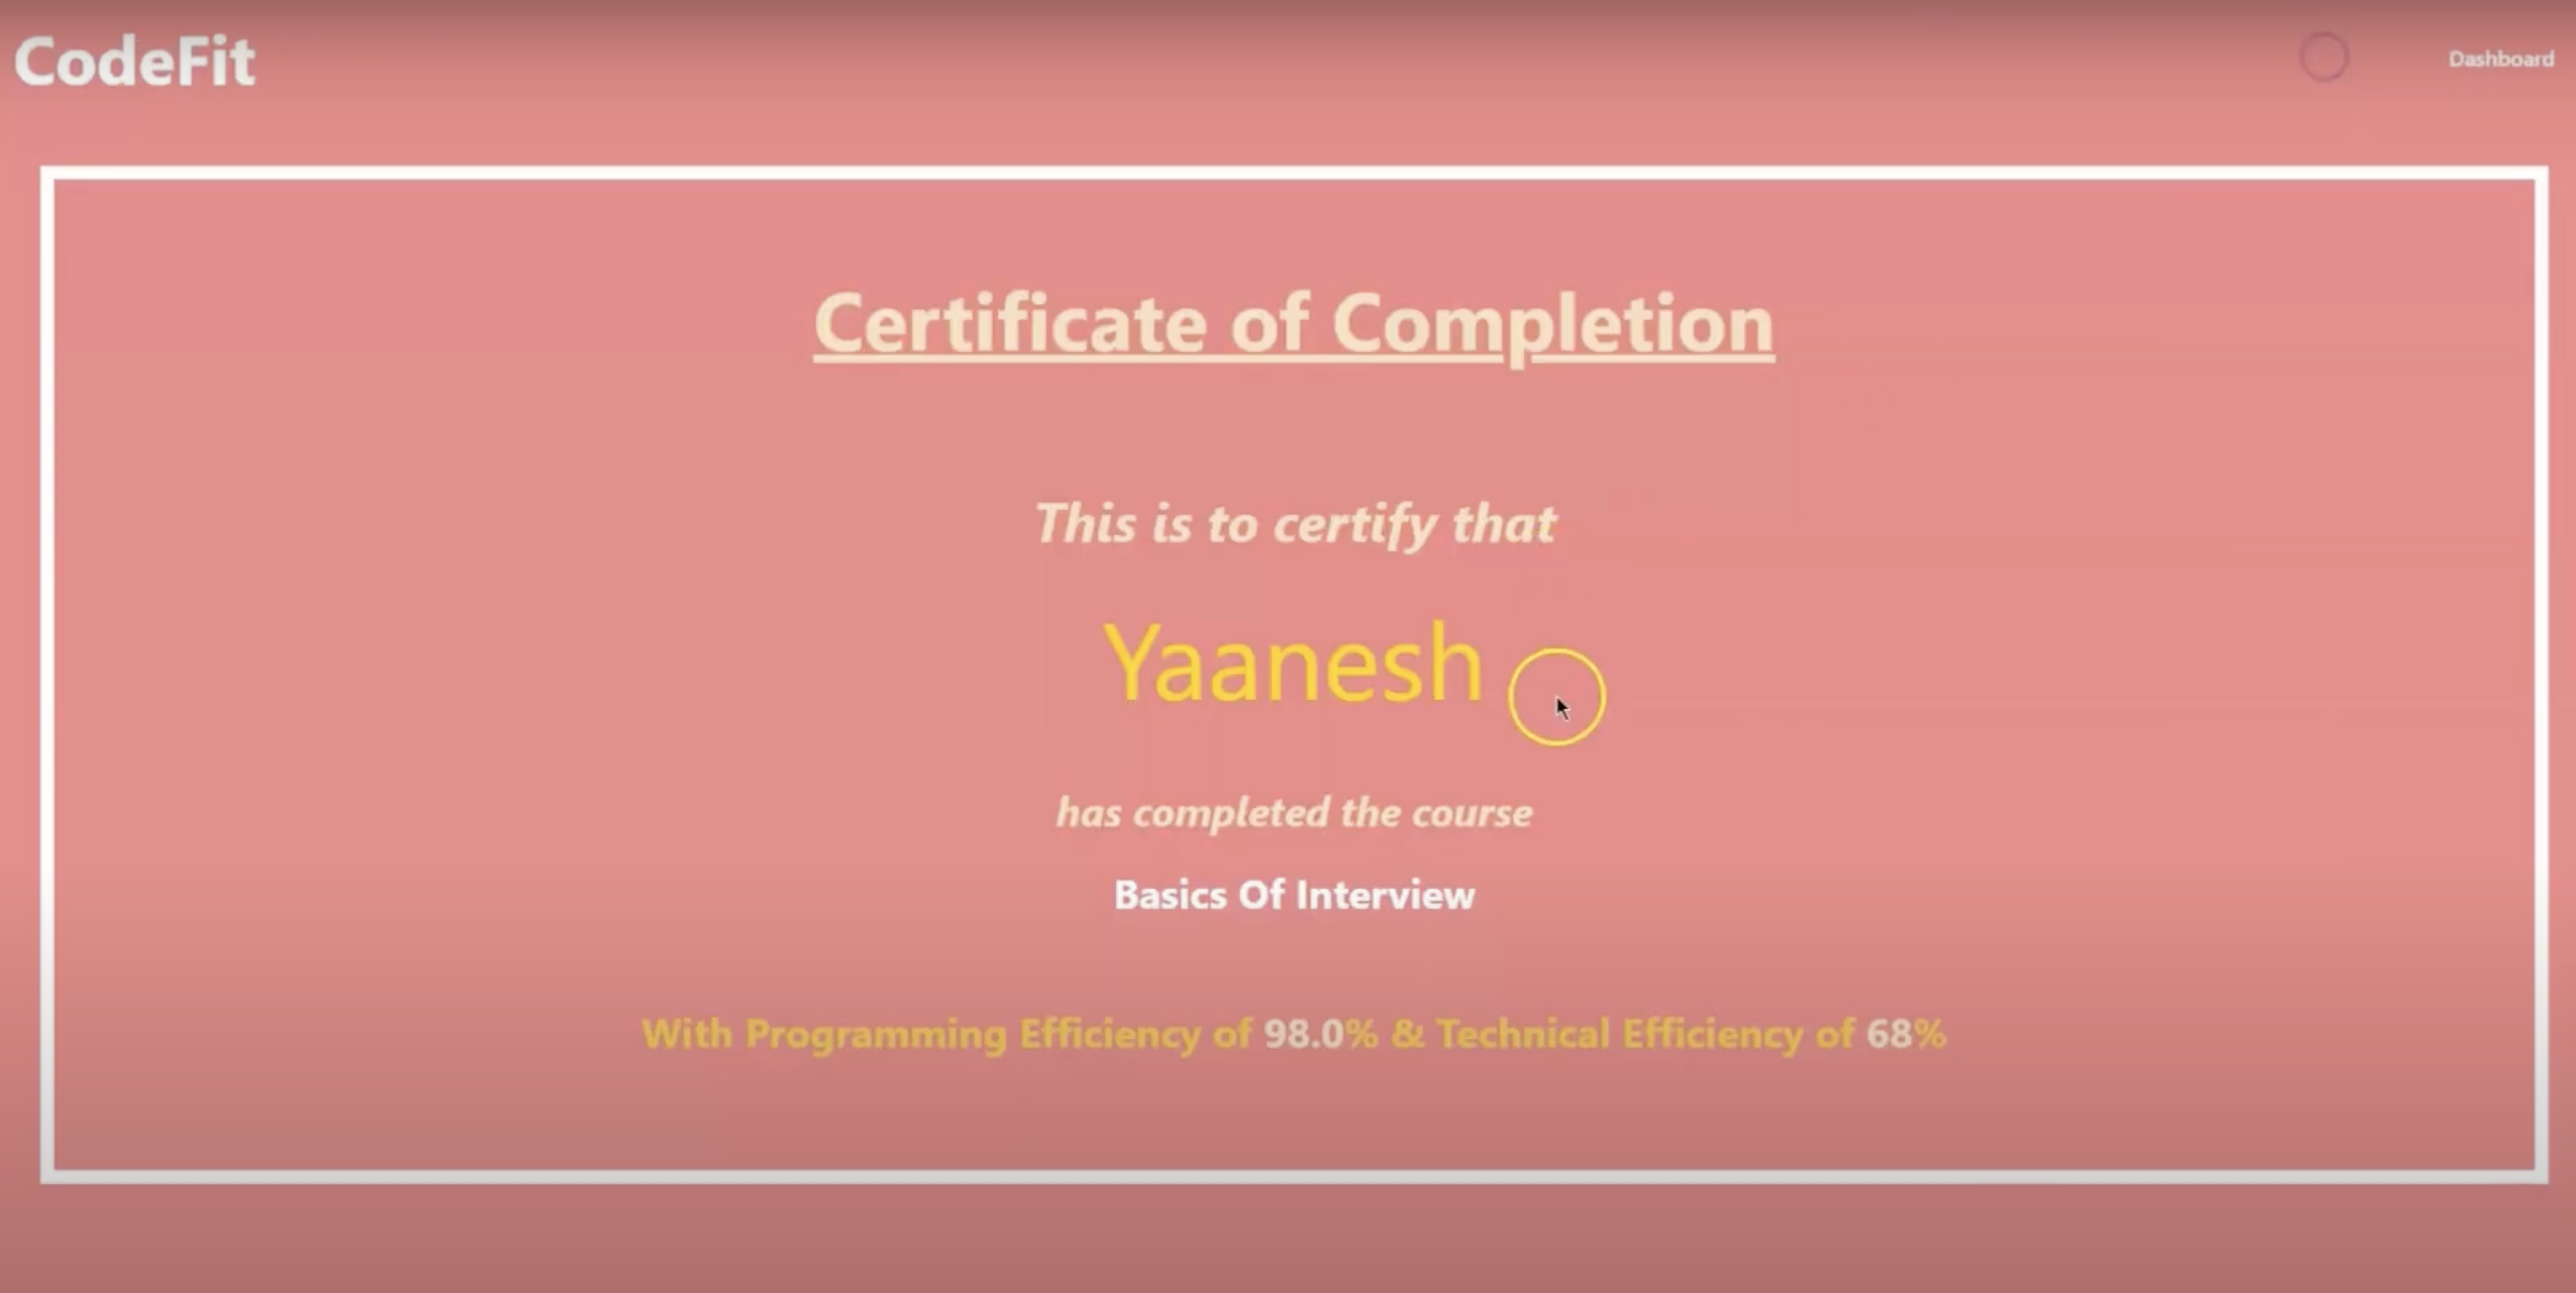 CodeFit
Dashboard
Certificate of Completion
This is to certify that
Yaanesh
has completed the course
Basics Of Interview
With Programming Efficiency of 98.0% & Technical Efficiency of 68%